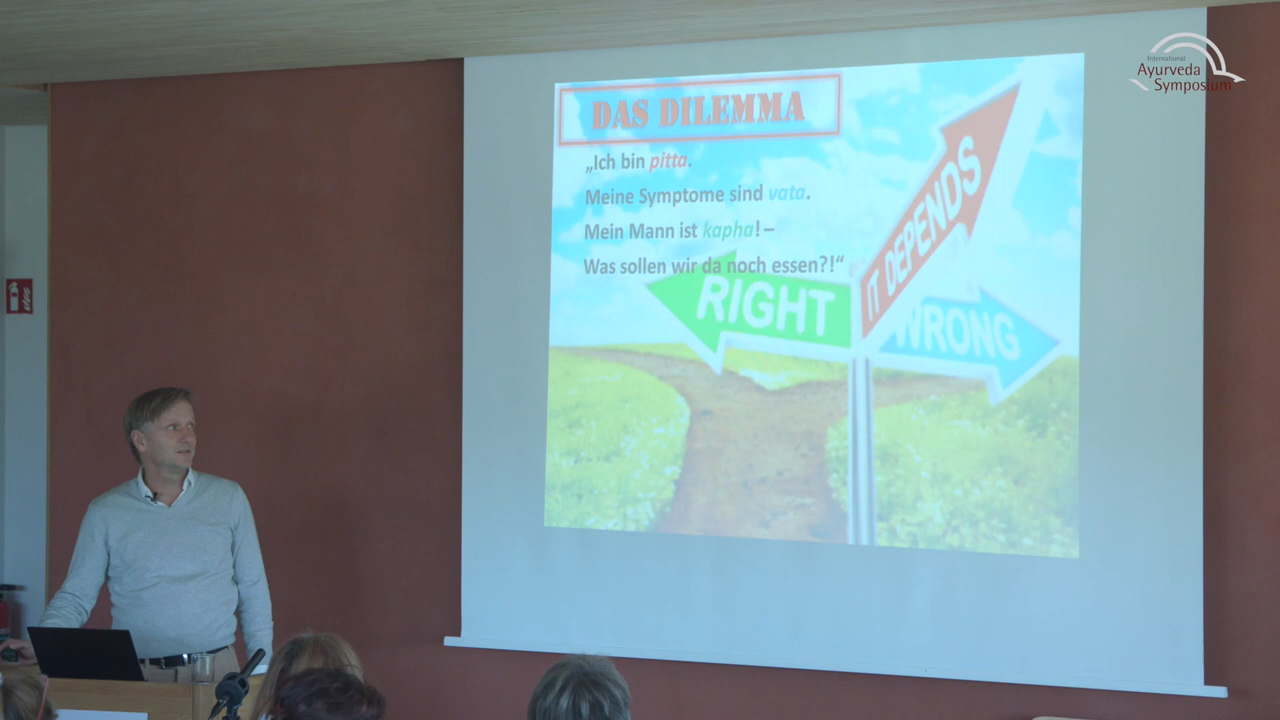 International
Ayurveda
Symposium
DAS DILEMMA
„Ich bin pitta.
Meine Symptome sind vata.
Mein Mann ist kapha! –
Was sollen wir da noch essen?!“
IT DEPENDS
RIGHT
WRONG